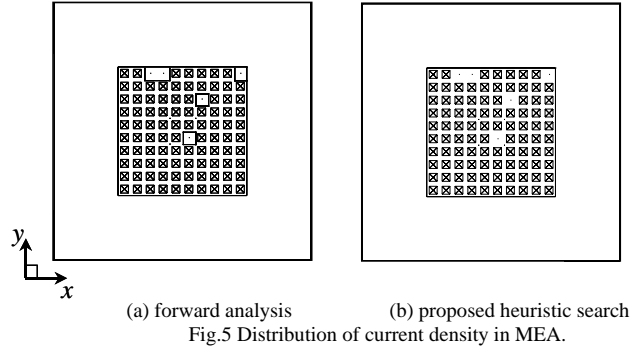 y
x
(a) forward analysis
(b) proposed heuristic search
Fig.5 Distribution of current density in MEA.